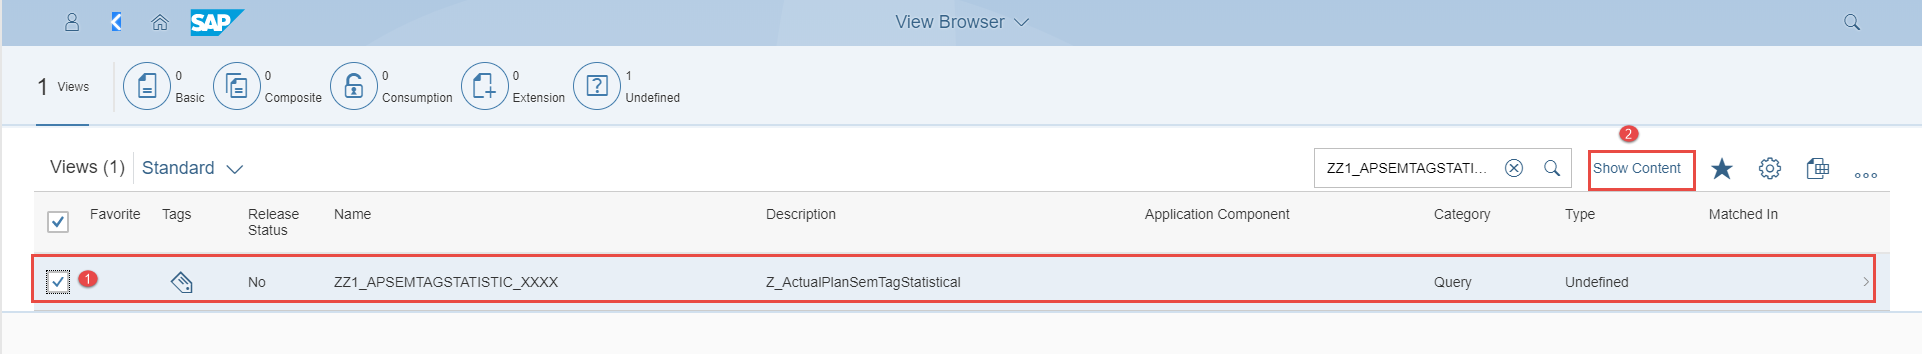 SAP
View Browser
1 Views
0 Basic
0 Composite
0 Consumption
0 Extension
? 1 Undefined
2
Views (1) Standard
ZZ1_APSEMTAGSTATI... Show Content
Favorite Tags Release Status Name Description Application Component Category Type Matched In
1 No ZZ1_APSEMTAGSTATISTIC_XXXX Z_ActualPlanSemTagStatistical Query Undefined